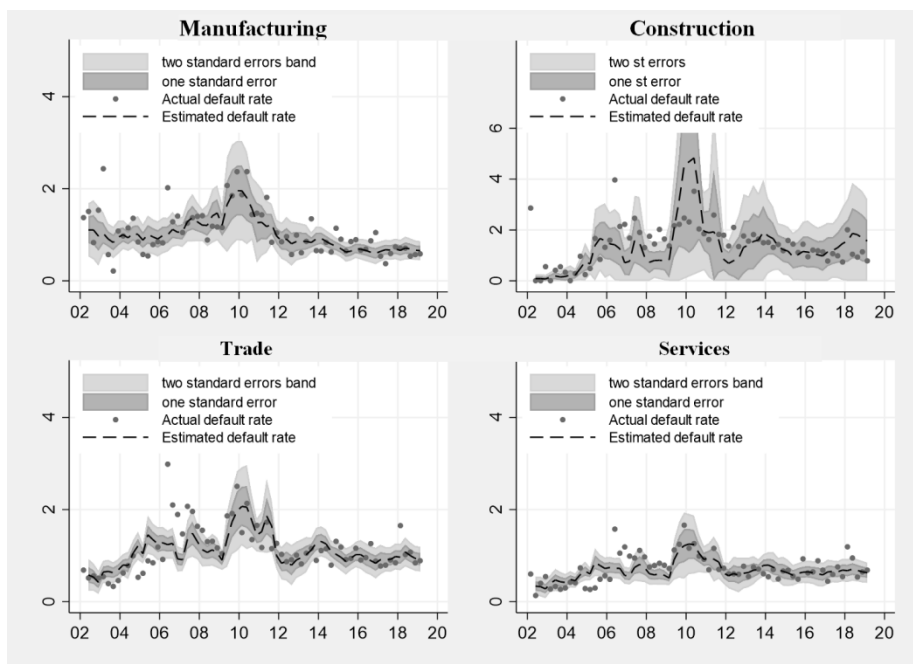 Manufacturing
two standard errors band
one standard error
Actual default rate
Estimated default rate
4
2
0
02 04 06 08 10 12 14 16 18 20
Construction
two st errors
one st error
Actual default rate
Estimated default rate
6
4
2
0
02 04 06 08 10 12 14 16 18 20
Trade
two standard errors band
one standard error
Actual default rate
Estimated default rate
4
2
0
02 04 06 08 10 12 14 16 18 20
Services
two standard errors band
one standard error
Actual default rate
Estimated default rate
4
2
0
02 04 06 08 10 12 14 16 18 20